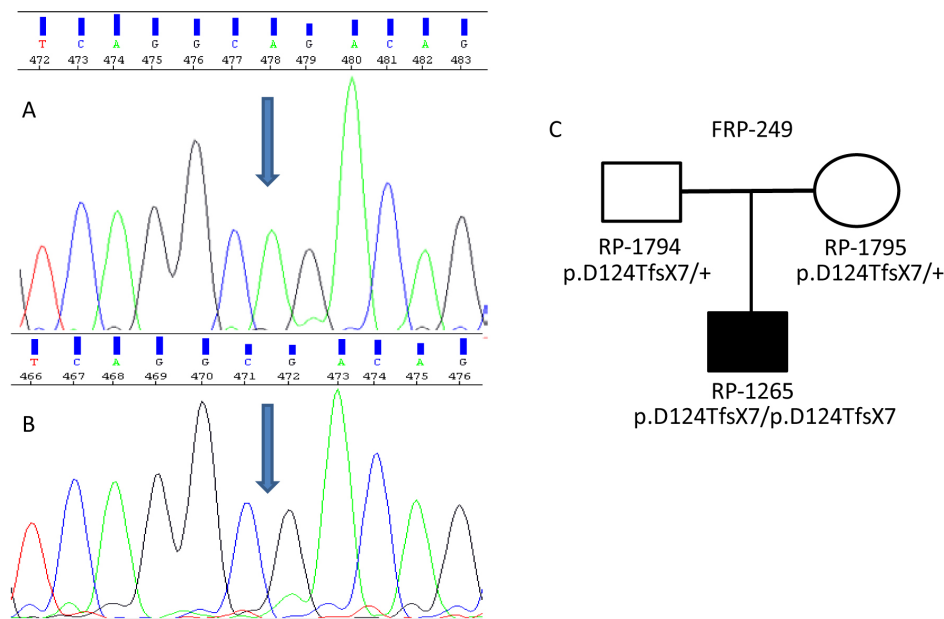 T C A G G C A G A C A G
472 473 474 475 476 477 478 479 480 481 482 483
A
T C A G G C G A C A G
466 467 468 469 470 471 472 473 474 475 476
B
C
FRP-249
RP-1794 RP-1795
p.D124TfsX7/+ p.D124TfsX7/+
RP-1265
p.D124TfsX7/p.D124TfsX7